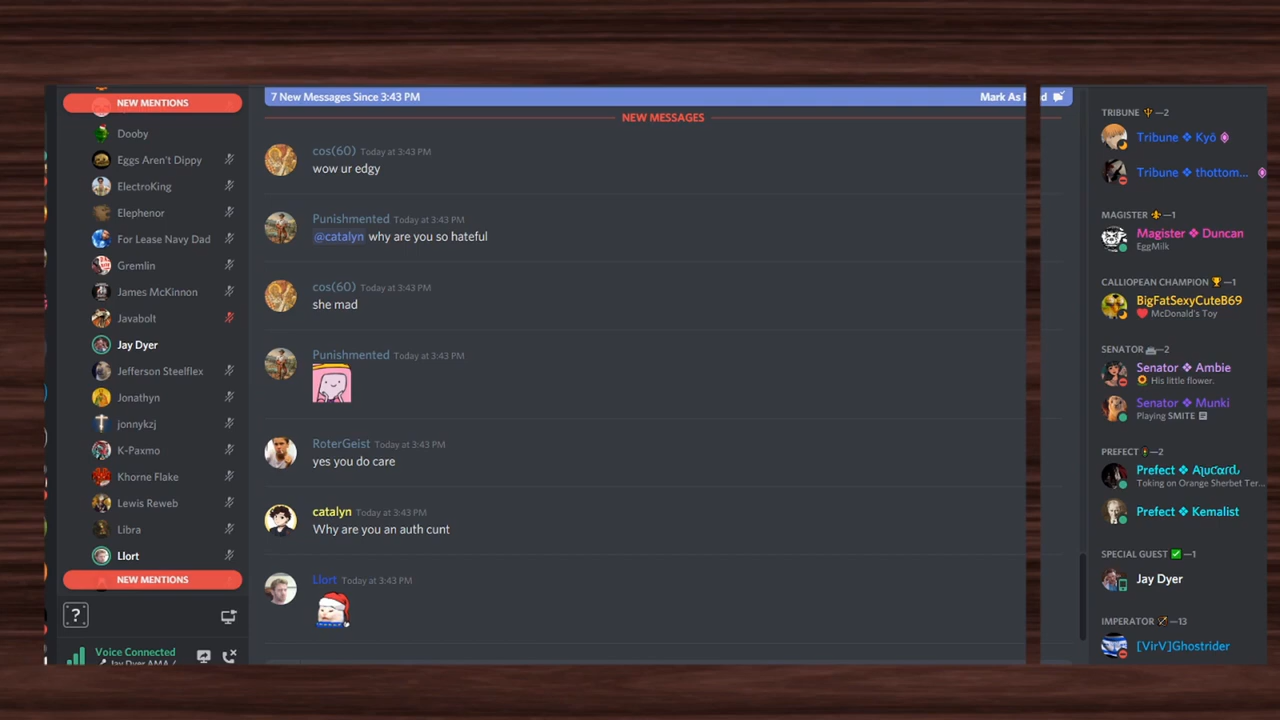 NEW MENTIONS
Dooby
Eggs Aren't Dippy
ElectroKing
Elephenor
For Lease Navy Dad
Gremlin
James McKinnon
Javabolt
Jay Dyer
Jefferson Steelflex
Jonathyn
jonnykzj
K-Paxmo
Khorne Flake
Lewis Reweb
Libra
Llort
NEW MENTIONS
?
Voice Connected
Jay Dyer AMA /
7 New Messages Since 3:43 PM
Mark As
NEW MESSAGES
cos(60) Today at 3:43 PM
wow ur edgy
Punishmented Today at 3:43 PM
@catalyn why are you so hateful
cos(60) Today at 3:43 PM
she mad
Punishmented Today at 3:43 PM
RoterGeist Today at 3:43 PM
yes you do care
catalyn Today at 3:43 PM
Why are you an auth cunt
Llort Today at 3:43 PM
TRIBUNE —2
Tribune ❖ Kyō
Tribune ❖ thottom...
MAGISTER —1
Magister ❖ Duncan
EggMilk
CALLIOPEAN CHAMPION 🏆—1
BigFatSexyCuteB69
❤️ McDonald's Toy
SENATOR —2
Senator ❖ Ambie
🌻 His little flower.
Senator ❖ Munki
Playing SMITE
PREFECT —2
Prefect ❖
Toking on Orange Sherbet Ter...
Prefect ❖ Kemalist
SPECIAL GUEST ✅—1
Jay Dyer
IMPERATOR 🏹—13
[VirV]Ghostrider